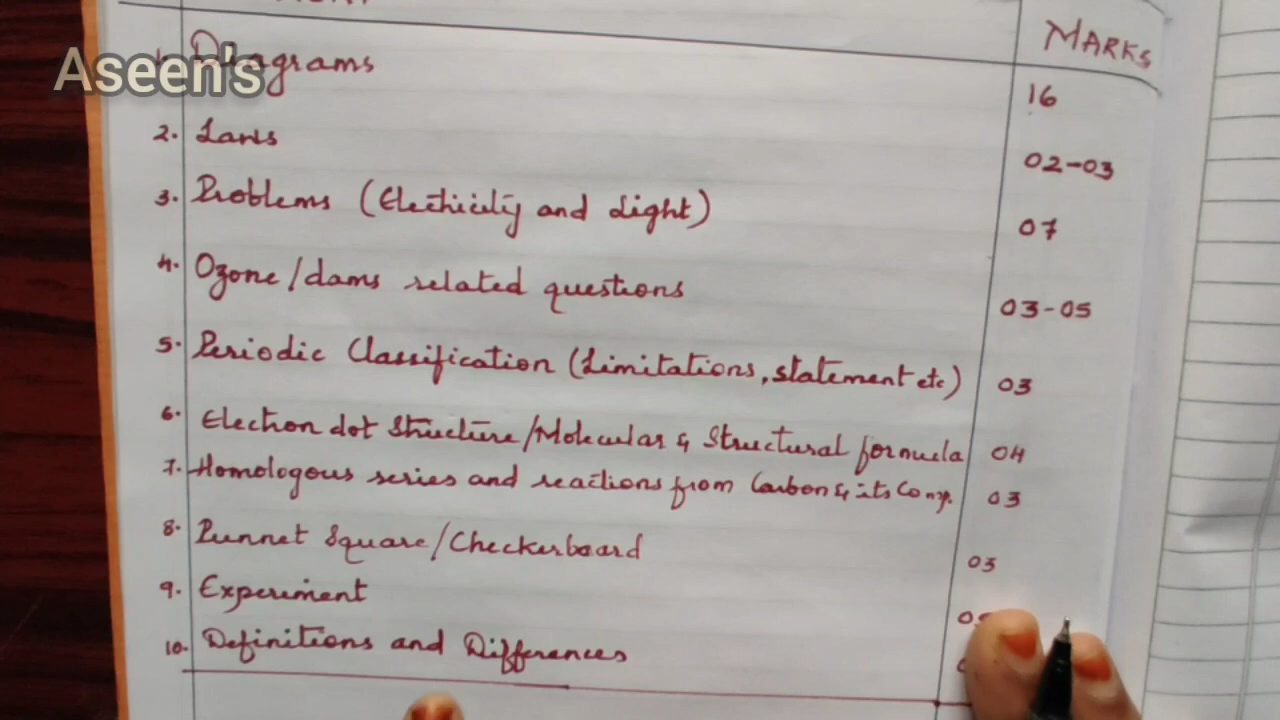 MARKS
Aseen's
1. Diagrams 16
2. Laws 02-03
3. Problems (Electricity and Light) 07
4. Ozone/dams related questions 03-05
5. Periodic Classification (Limitations, statement etc) 03
6. Electron dot Structure/Molecular & Structural formula 04
7. Homologous series and reactions from Carbon & its Comp. 03
8. Punnet Square/Checkerboard 03
9. Experiment
10. Definitions and Differences